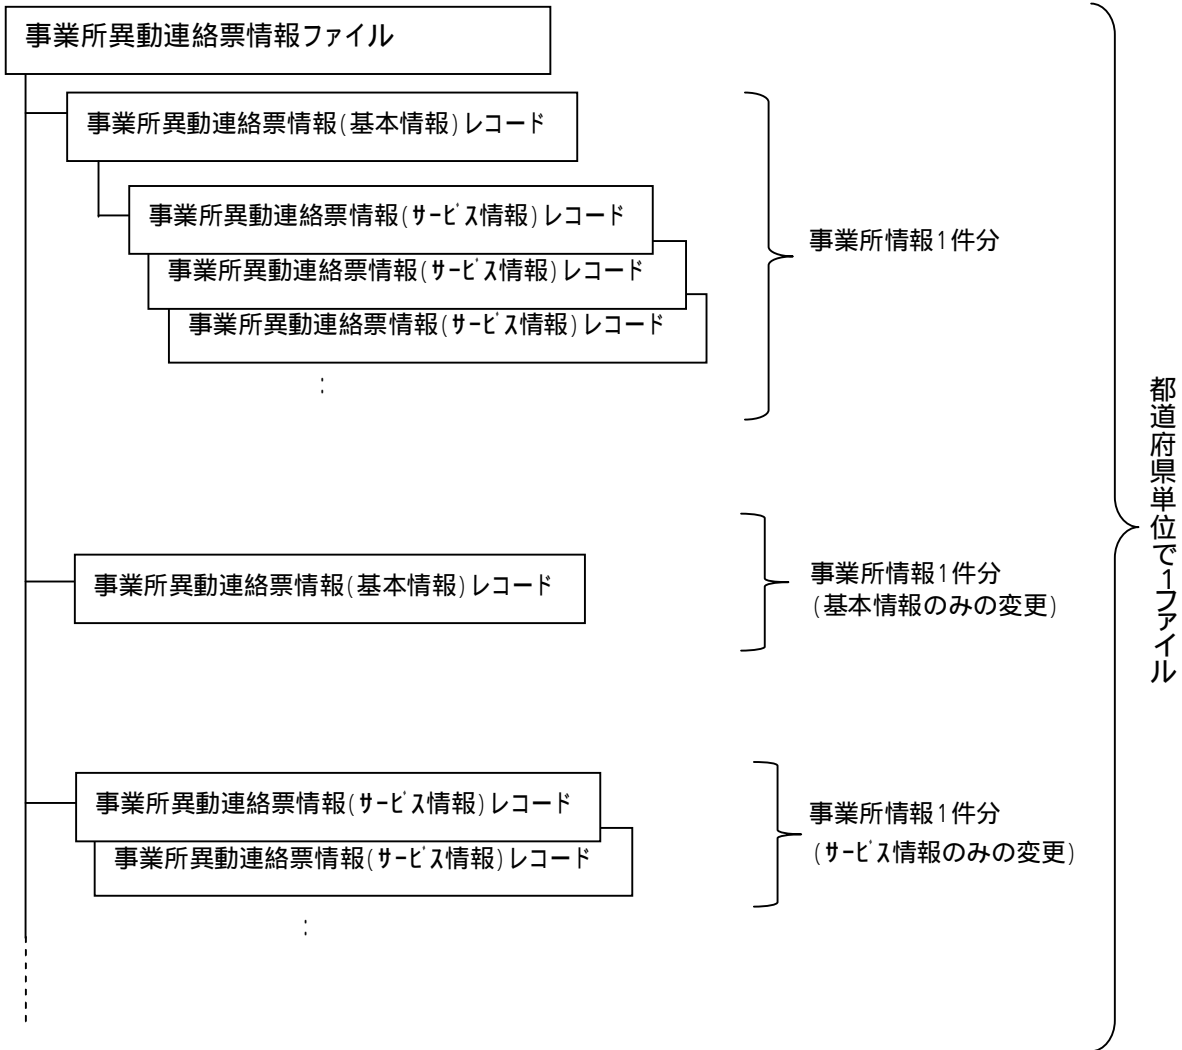 事業所異動連絡票情報ファイル
事業所異動連絡票情報(基本情報)レコード
事業所異動連絡票情報(ｻｰﾋﾞｽ情報)レコード
事業所異動連絡票情報(ｻｰﾋﾞｽ情報)レコード
事業所異動連絡票情報(ｻｰﾋﾞｽ情報)レコード
:
事業所情報1件分
事業所異動連絡票情報(基本情報)レコード
事業所情報1件分
(基本情報のみの変更)
事業所異動連絡票情報(ｻｰﾋﾞｽ情報)レコード
事業所異動連絡票情報(ｻｰﾋﾞｽ情報)レコード
:
事業所情報1件分
(ｻｰﾋﾞｽ情報のみの変更)
都道府県単位で1ファイル